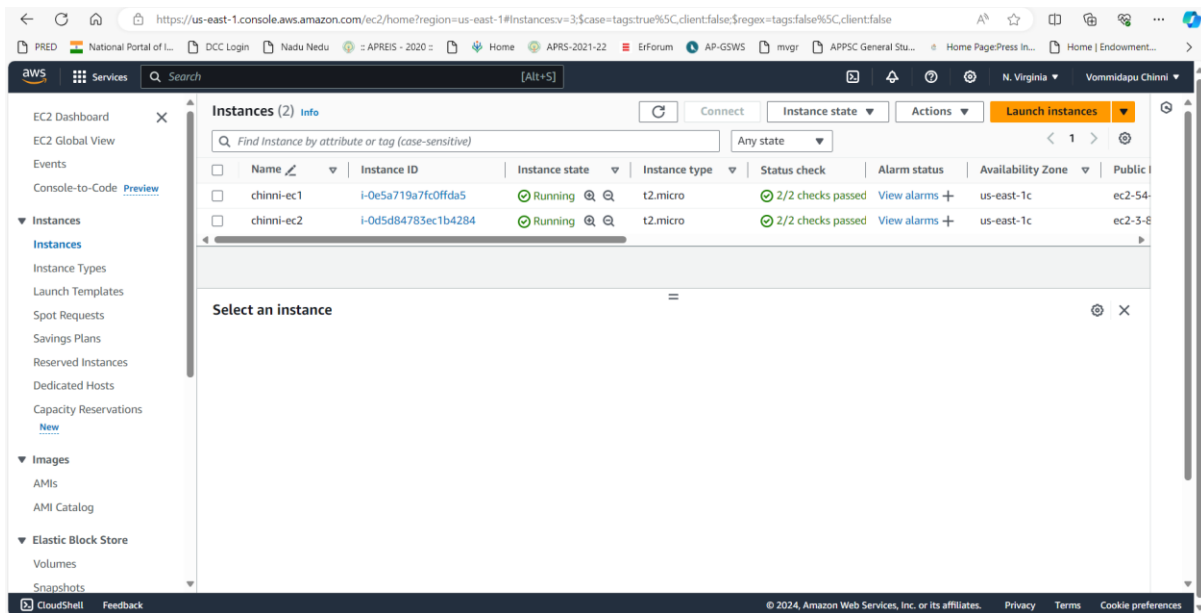 https://us-east-1.console.aws.amazon.com/ec2/home?region=us-east-1#Instances:v=3;$case=tags:true%5C,client:false;$regex=tags:false%5C,client:false
PRED National Portal of I... DCC Login Nadu Nedu :: APREIS - 2020 :: Home APRS-2021-22 ErForum AP-GSWS mvgr APPSC General Stu... Home Page:Press In... Home | Endowment...
aws Services Search [Alt+S] N. Virginia Vommidapu Chinni
EC2 Dashboard
EC2 Global View
Events
Console-to-Code Preview
Instances
Instances
Instance Types
Launch Templates
Spot Requests
Savings Plans
Reserved Instances
Dedicated Hosts
Capacity Reservations
New
Images
AMIs
AMI Catalog
Elastic Block Store
Volumes
Snapshots
Instances (2) Info Connect Instance state Actions Launch instances
Find Instance by attribute or tag (case-sensitive) Any state 1
Name Instance ID Instance state Instance type Status check Alarm status Availability Zone Public
chinni-ec1 i-0e5a719a7fc0ffda5 Running t2.micro 2/2 checks passed View alarms + us-east-1c ec2-54-
chinni-ec2 i-0d5d84783ec1b4284 Running t2.micro 2/2 checks passed View alarms + us-east-1c ec2-3-8
Select an instance
CloudShell Feedback © 2024, Amazon Web Services, Inc. or its affiliates. Privacy Terms Cookie preferences